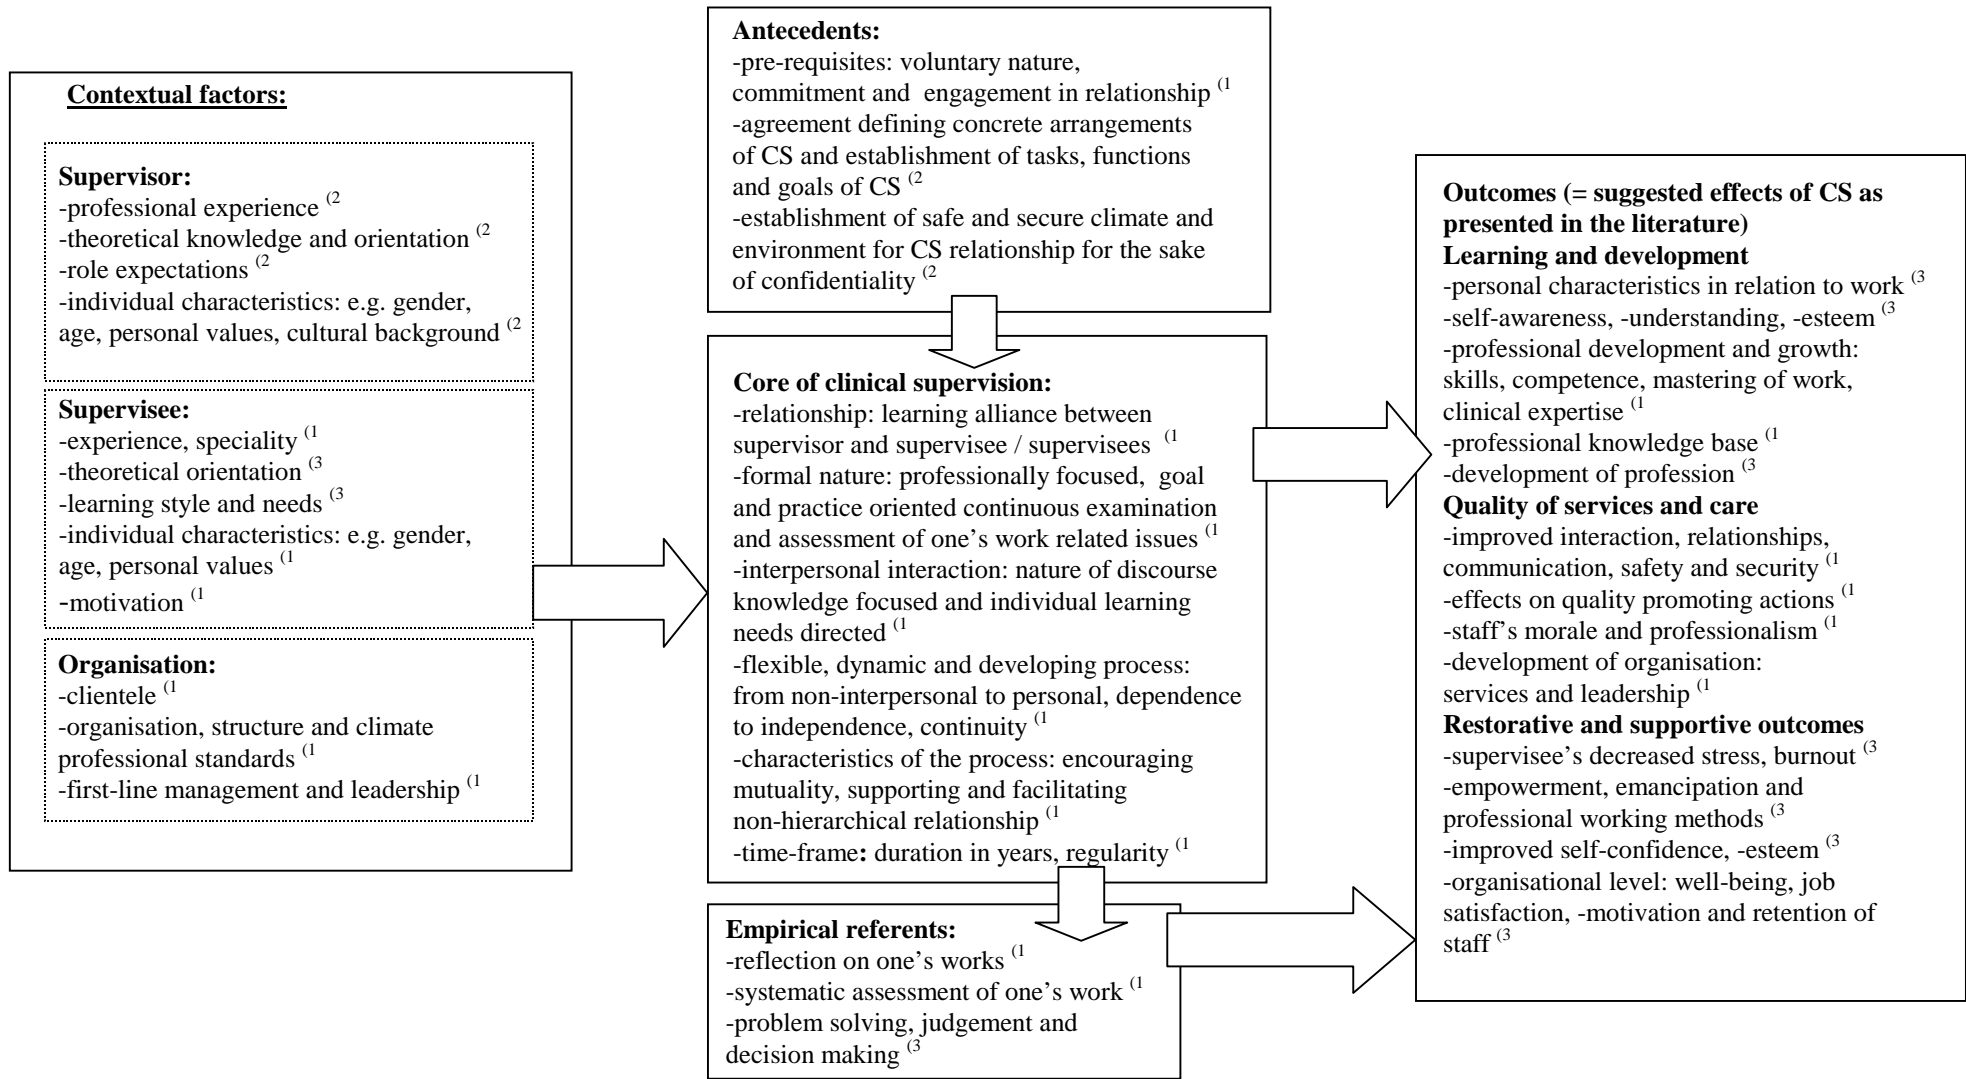 Contextual factors:
Supervisor:
-professional experience (2
-theoretical knowledge and orientation (2
-role expectations (2
-individual characteristics: e.g. gender,
age, personal values, cultural background (2
Supervisee:
-experience, speciality (1
-theoretical orientation (3
-learning style and needs (3
-individual characteristics: e.g. gender,
age, personal values (1
-motivation (1
Organisation:
-clientele (1
-organisation, structure and climate
professional standards (1
-first-line management and leadership (1
Antecedents:
-pre-requisites: voluntary nature,
commitment and engagement in relationship (1
-agreement defining concrete arrangements
of CS and establishment of tasks, functions
and goals of CS (2
-establishment of safe and secure climate and
environment for CS relationship for the sake
of confidentiality (2
Core of clinical supervision:
-relationship: learning alliance between
supervisor and supervisee / supervisees (1
-formal nature: professionally focused, goal
and practice oriented continuous examination
and assessment of one's work related issues (1
-interpersonal interaction: nature of discourse
knowledge focused and individual learning
needs directed (1
-flexible, dynamic and developing process:
from non-interpersonal to personal, dependence
to independence, continuity (1
-characteristics of the process: encouraging
mutuality, supporting and facilitating
non-hierarchical relationship (1
-time-frame: duration in years, regularity (1
Empirical referents:
-reflection on one's works (1
-systematic assessment of one's work (1
-problem solving, judgement and
decision making (3
Outcomes (= suggested effects of CS as
presented in the literature)
Learning and development
-personal characteristics in relation to work (3
-self-awareness, -understanding, -esteem (3
-professional development and growth:
skills, competence, mastering of work,
clinical expertise (1
-professional knowledge base (1
-development of profession (3
Quality of services and care
-improved interaction, relationships,
communication, safety and security (1
-effects on quality promoting actions (1
-staff's morale and professionalism (1
-development of organisation:
services and leadership (1
Restorative and supportive outcomes
-supervisee's decreased stress, burnout (3
-empowerment, emancipation and
professional working methods (3
-improved self-confidence, -esteem (3
-organisational level: well-being, job
satisfaction, -motivation and retention of
staff (3